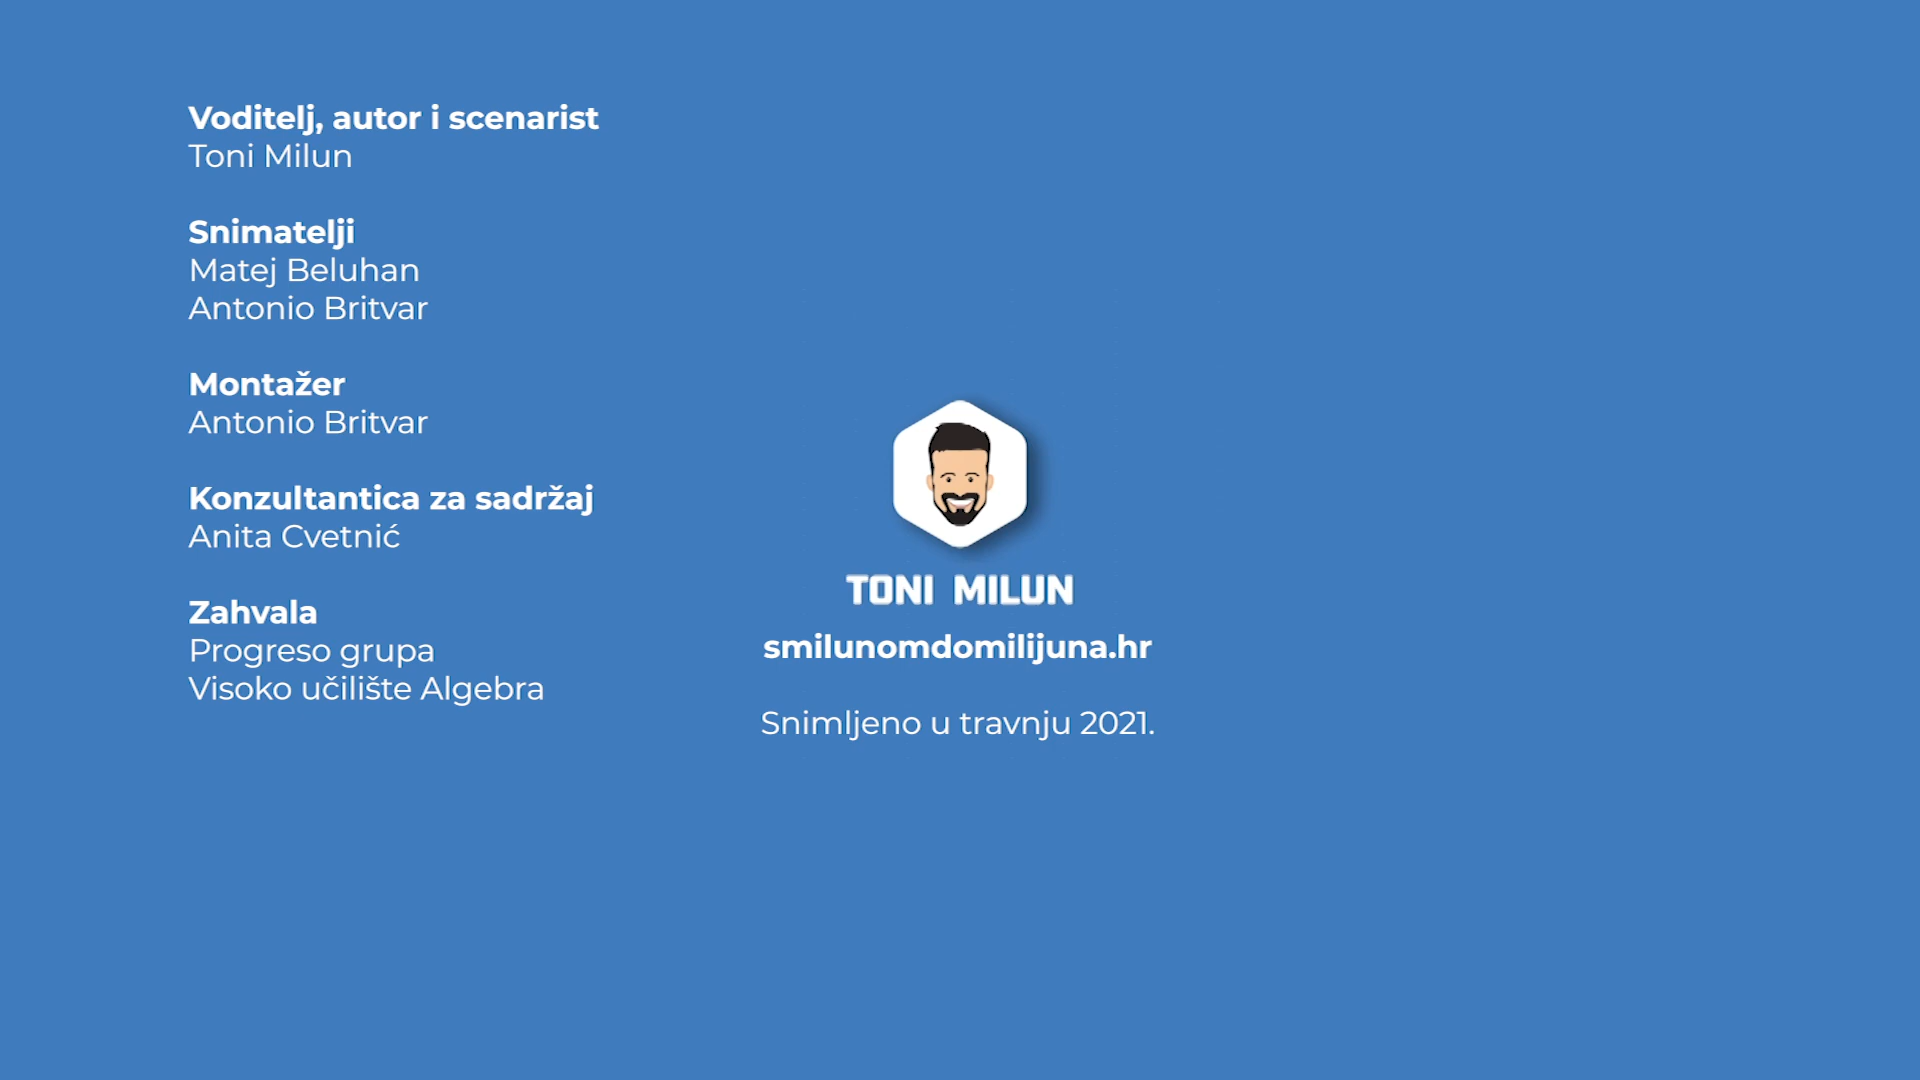 Voditelj, autor i scenarist
Toni Milun
Snimatelji
Matej Beluhan
Antonio Britvar
Montažer
Antonio Britvar
Konzultantica za sadržaj
Anita Cvetnić
Zahvala
Progreso grupa
Visoko učilište Algebra
TONI MILUN
smilunomdomilijuna.hr
Snimljeno u travnju 2021.